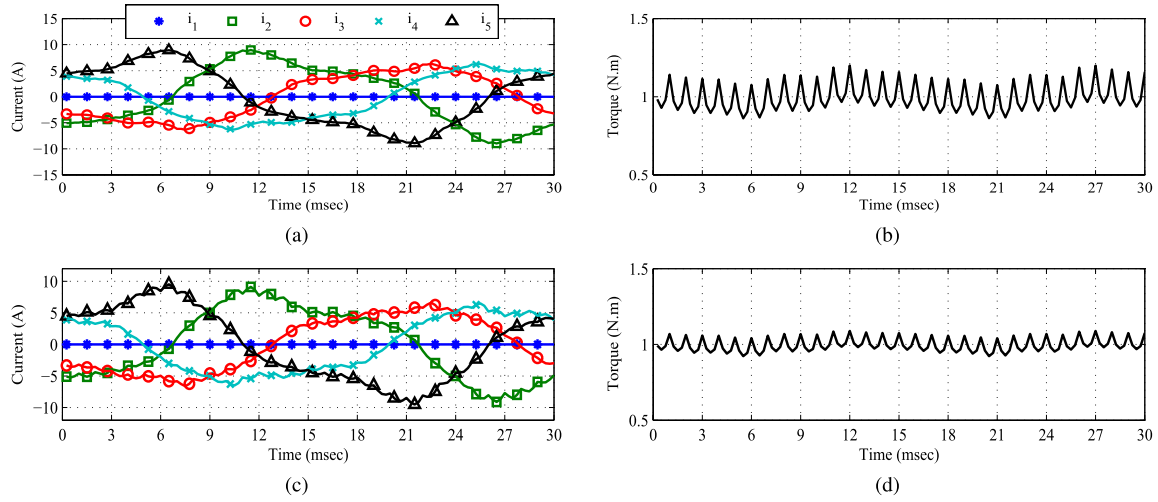 i1 i2 i3 i4 i5
15
10
5
0
−5
−10
−15
Current (A)
0 3 6 9 12 15 18 21 24 27 30
Time (msec)
(a)
1.5
1
0.5
Torque (N.m)
0 3 6 9 12 15 18 21 24 27 30
Time (msec)
(b)
10
5
0
−5
−10
Current (A)
0 3 6 9 12 15 18 21 24 27 30
Time (msec)
(c)
1.5
1
0.5
Torque (N.m)
0 3 6 9 12 15 18 21 24 27 30
Time (msec)
(d)